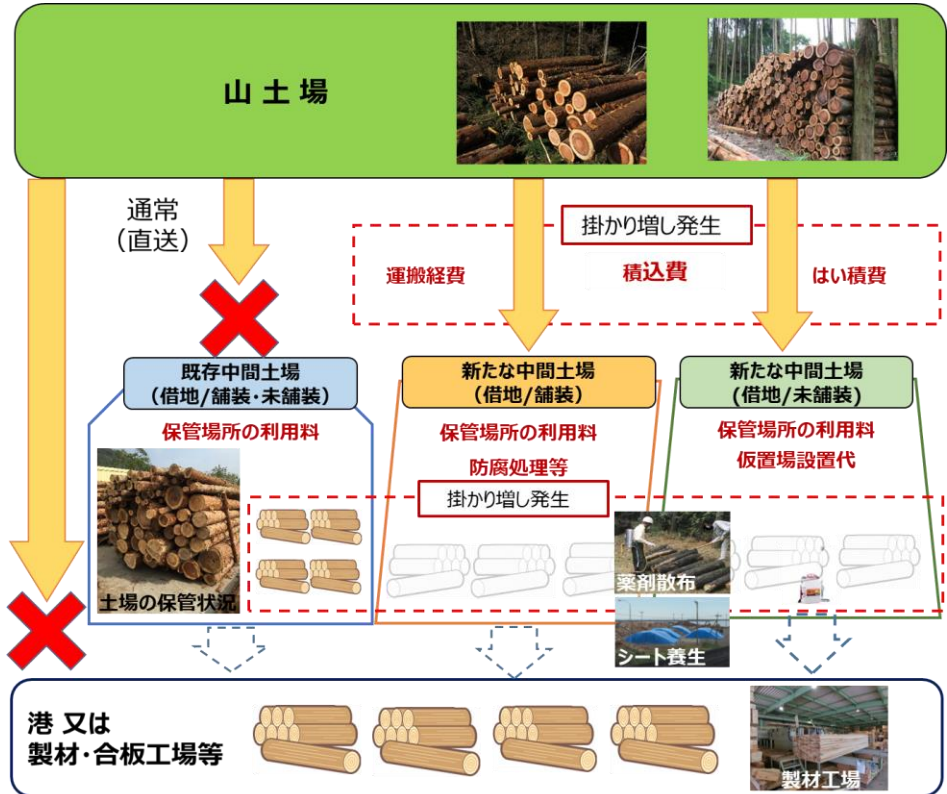 山土場
通常
（直送）
掛かり増し発生
運搬経費
積込費
はい積費
既存中間土場
（借地/舗装･未舗装）
保管場所の利用料
土場の保管状況
新たな中間土場
（借地/舗装）
保管場所の利用料
防腐処理等
掛かり増し発生
新たな中間土場
(借地/未舗装)
保管場所の利用料
仮置場設置代
薬剤散布
シート養生
港 又は
製材･合板工場等
製材工場